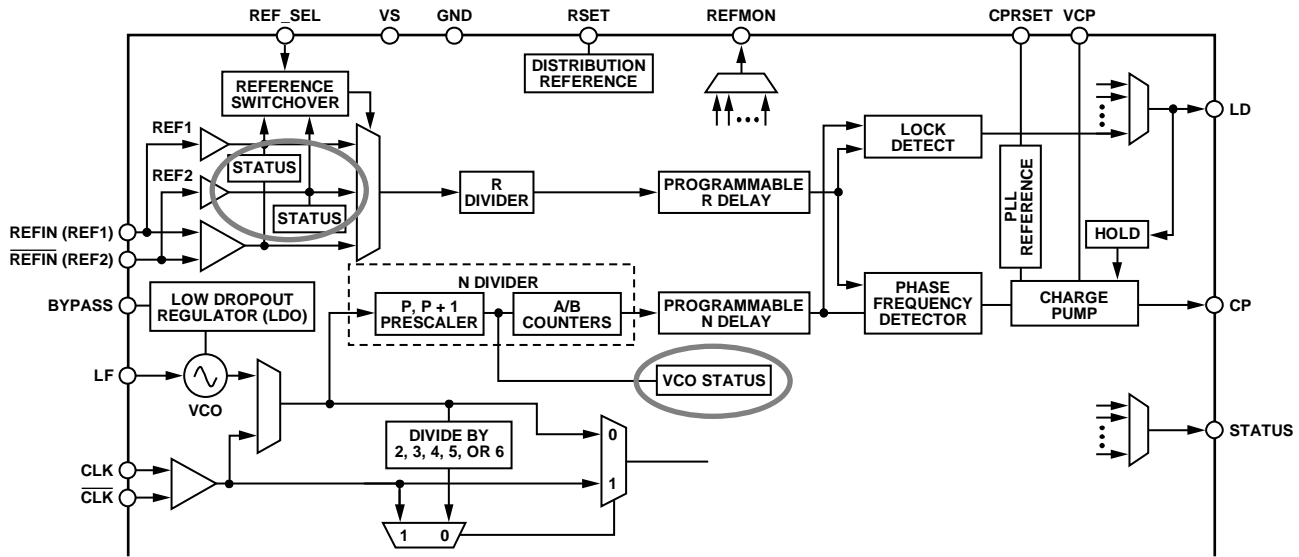 REF_SEL VS GND RSET REFMON CPRSET VCP
DISTRIBUTION
REFERENCE
REFERENCE
SWITCHOVER
LD
REF1
LOCK
DETECT
STATUS
REF2
R
DIVIDER
PROGRAMMABLE
R DELAY
PLL
REFERENCE
STATUS
REFIN (REF1)
HOLD
REFIN (REF2)
N DIVIDER
BYPASS
LOW DROPOUT
REGULATOR (LDO)
P, P + 1
PRESCALER
A/B
COUNTERS
PROGRAMMABLE
N DELAY
PHASE
FREQUENCY
DETECTOR
CHARGE
PUMP
CP
LF
VCO
VCO STATUS
DIVIDE BY
2, 3, 4, 5, OR 6
0
STATUS
CLK
1
CLK
1 0